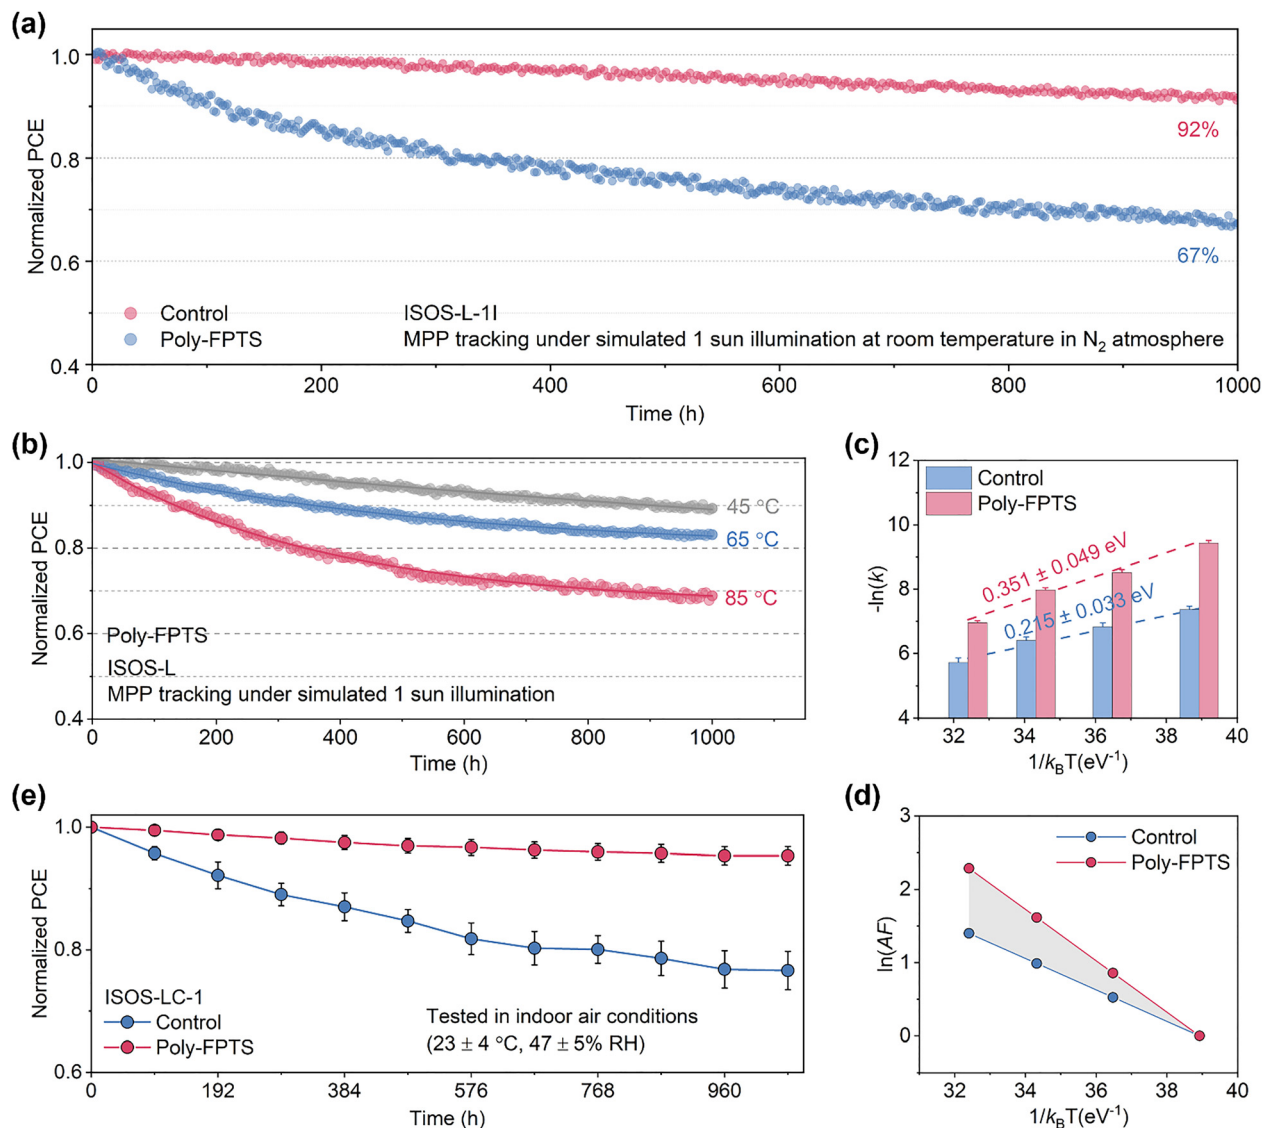 (a)
Normalized PCE
1.0
0.8
0.6
0.4
92%
67%
Control
Poly-FPTS
ISOS-L-1I
MPP tracking under simulated 1 sun illumination at room temperature in N₂ atmosphere
0 200 400 600 800 1000
Time (h)
(b)
Normalized PCE
1.0
0.8
0.6
0.4
45 °C
65 °C
85 °C
Poly-FPTS
ISOS-L
MPP tracking under simulated 1 sun illumination
0 200 400 600 800 1000
Time (h)
(c)
-ln(k)
12
10
8
6
4
Control
Poly-FPTS
0.351 ± 0.049 eV
0.215 ± 0.033 eV
32 34 36 38 40
1/k_BT(eV⁻¹)
(e)
Normalized PCE
1.0
0.8
0.6
ISOS-LC-1
Control
Poly-FPTS
Tested in indoor air conditions
(23 ± 4 °C, 47 ± 5% RH)
0 192 384 576 768 960
Time (h)
(d)
ln(AF)
3
2
1
0
Control
Poly-FPTS
32 34 36 38 40
1/k_BT(eV⁻¹)